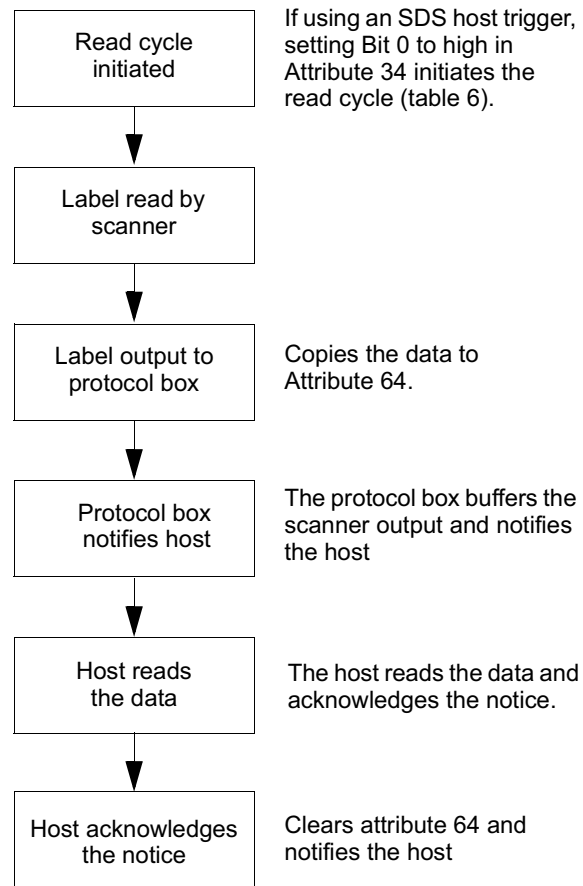 Read cycle
initiated
If using an SDS host trigger,
setting Bit 0 to high in
Attribute 34 initiates the
read cycle (table 6).
Label read by
scanner
Label output to
protocol box
Copies the data to
Attribute 64.
Protocol box
notifies host
The protocol box buffers the
scanner output and notifies
the host
Host reads
the data
The host reads the data and
acknowledges the notice.
Host acknowledges
the notice
Clears attribute 64 and
notifies the host